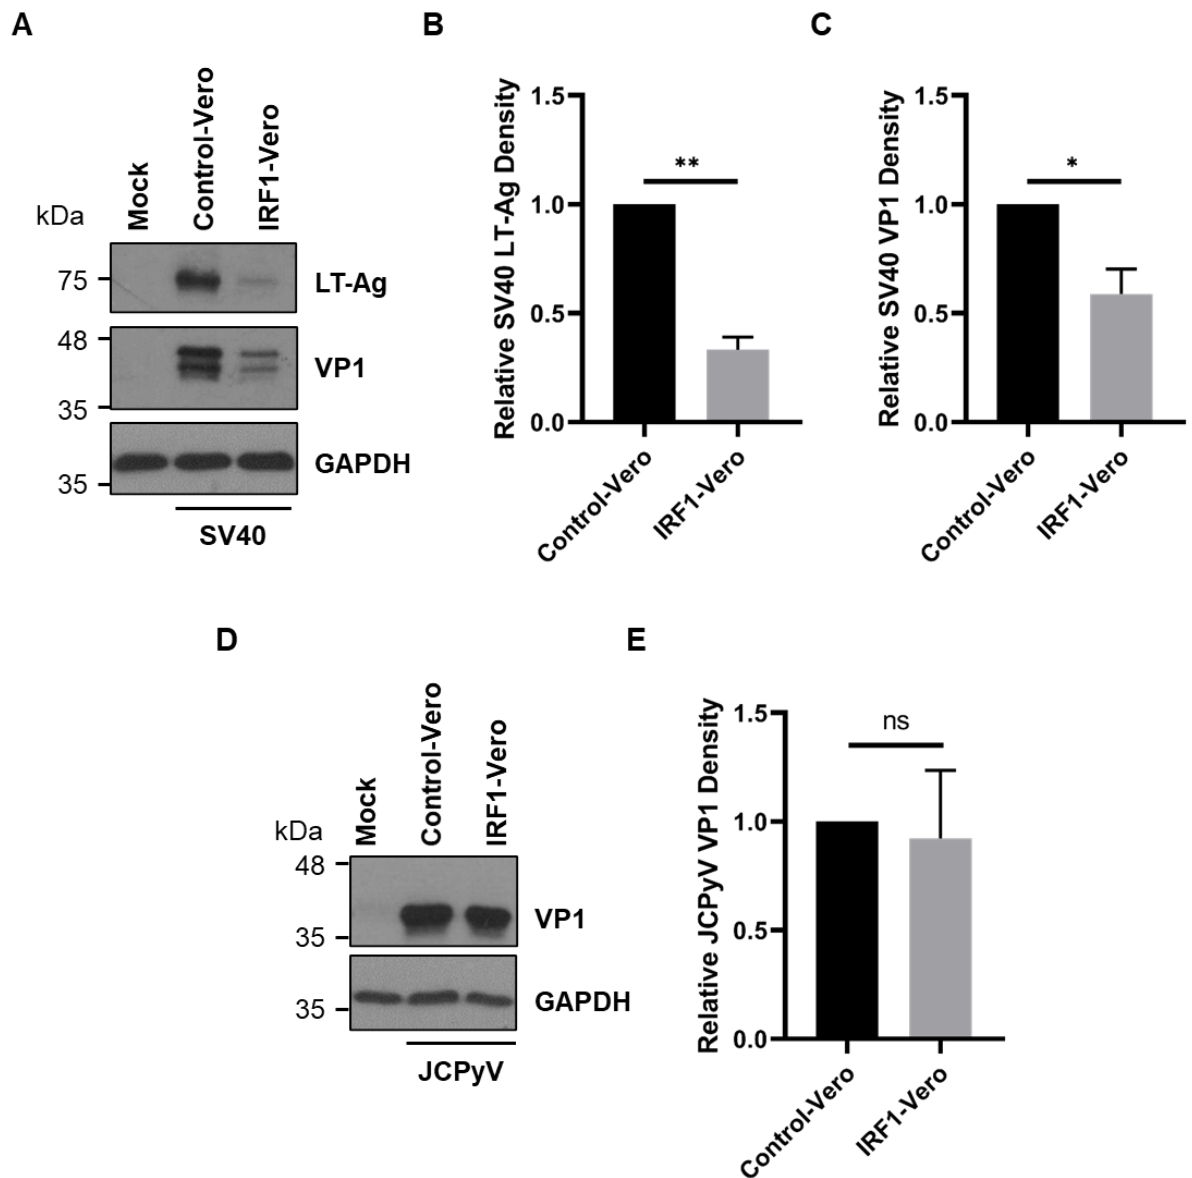 A
B
C
kDa
Mock
Control-Vero
IRF1-Vero
75
LT-Ag
48
VP1
35
35
GAPDH
SV40
Relative SV40 LT-Ag Density
1.5
1.0
0.5
0.0
**
Control-Vero
IRF1-Vero
Relative SV40 VP1 Density
1.5
1.0
0.5
0.0
*
Control-Vero
IRF1-Vero
D
E
kDa
Mock
Control-Vero
IRF1-Vero
48
VP1
35
35
GAPDH
JCPyV
Relative JCPyV VP1 Density
1.5
1.0
0.5
0.0
ns
Control-Vero
IRF1-Vero